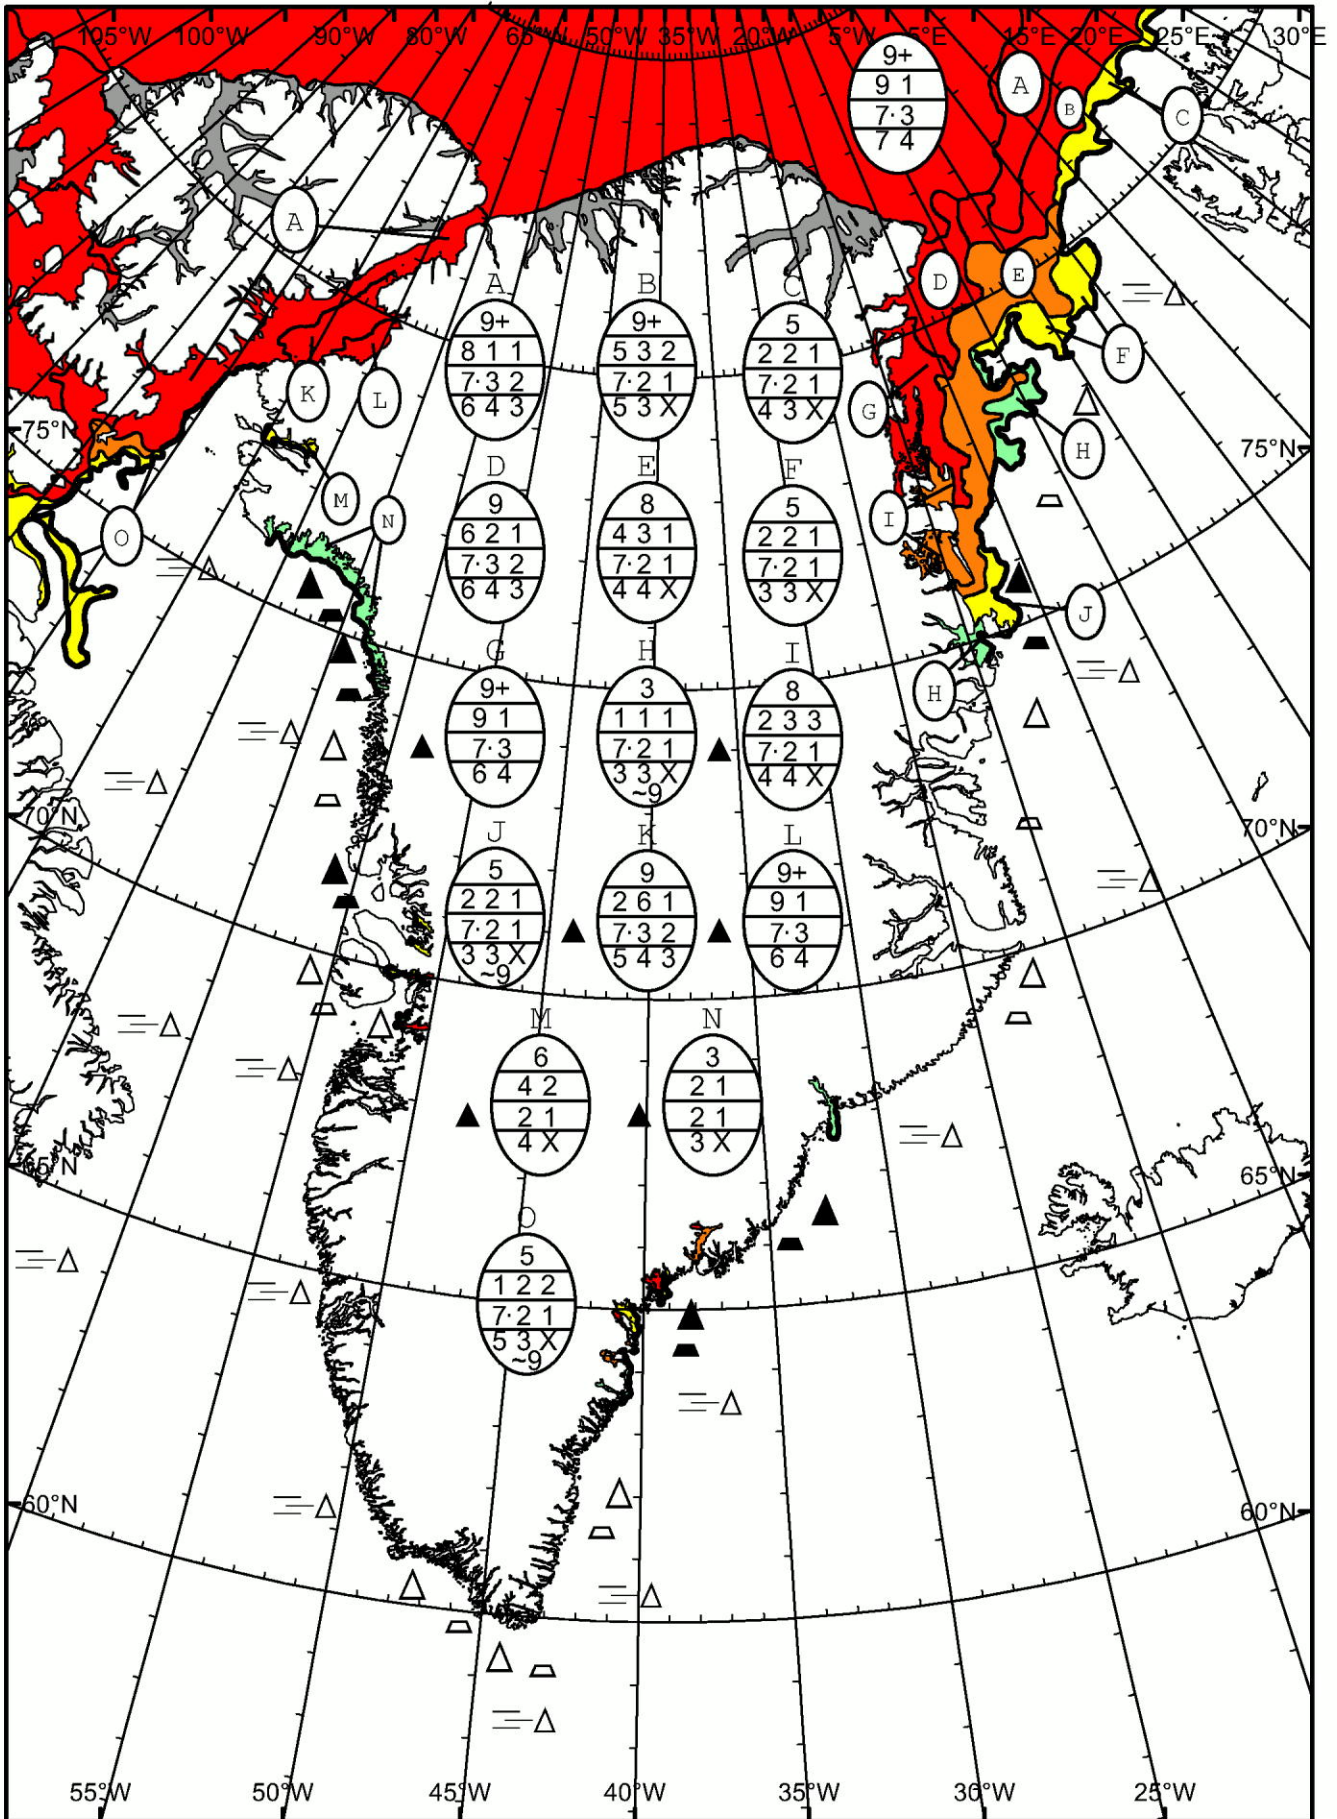 105°W 100°W 90°W 80°W 65°W 50°W 35°W 20°W 5°W 5°E 15°E 20°E 25°E 30°E
9+
9 1
7·3
7 4
A
B
C
A
D
E
F
K
L
G
H
75°N
75°N
M
N
O
I
J
H
A
9+
8 1 1
7·3 2
6 4 3
B
9+
5 3 2
7·2 1
5 3 X
C
5
2 2 1
7·2 1
4 3 X
D
9
6 2 1
7·3 2
6 4 3
E
8
4 3 1
7·2 1
4 4 X
F
5
2 2 1
7·2 1
3 3 X
G
9+
9 1
7·3
6 4
H
3
1 1 1
7·2 1
3 3 X
~9
I
8
2 3 3
7·2 1
4 4 X
70°N
70°N
J
5
2 2 1
7·2 1
3 3 X
~9
K
9
2 6 1
7·3 2
5 4 3
L
9+
9 1
7·3
6 4
M
6
4 2
2 1
4 X
N
3
2 1
2 1
3 X
65°N
65°N
O
5
1 2 2
7·2 1
5 3 X
~9
60°N
60°N
55°W 50°W 45°W 40°W 35°W 30°W 25°W